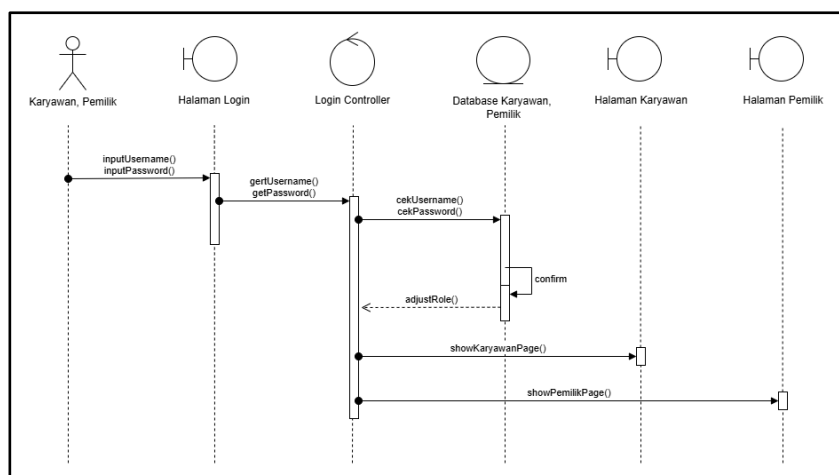 Karyawan, Pemilik
Halaman Login
Login Controller
Database Karyawan,
Pemilik
Halaman Karyawan
Halaman Pemilik
inputUsername()
inputPassword()
gertUsername()
getPassword()
cekUsername()
cekPassword()
confirm
adjustRole()
showKaryawanPage()
showPemilikPage()